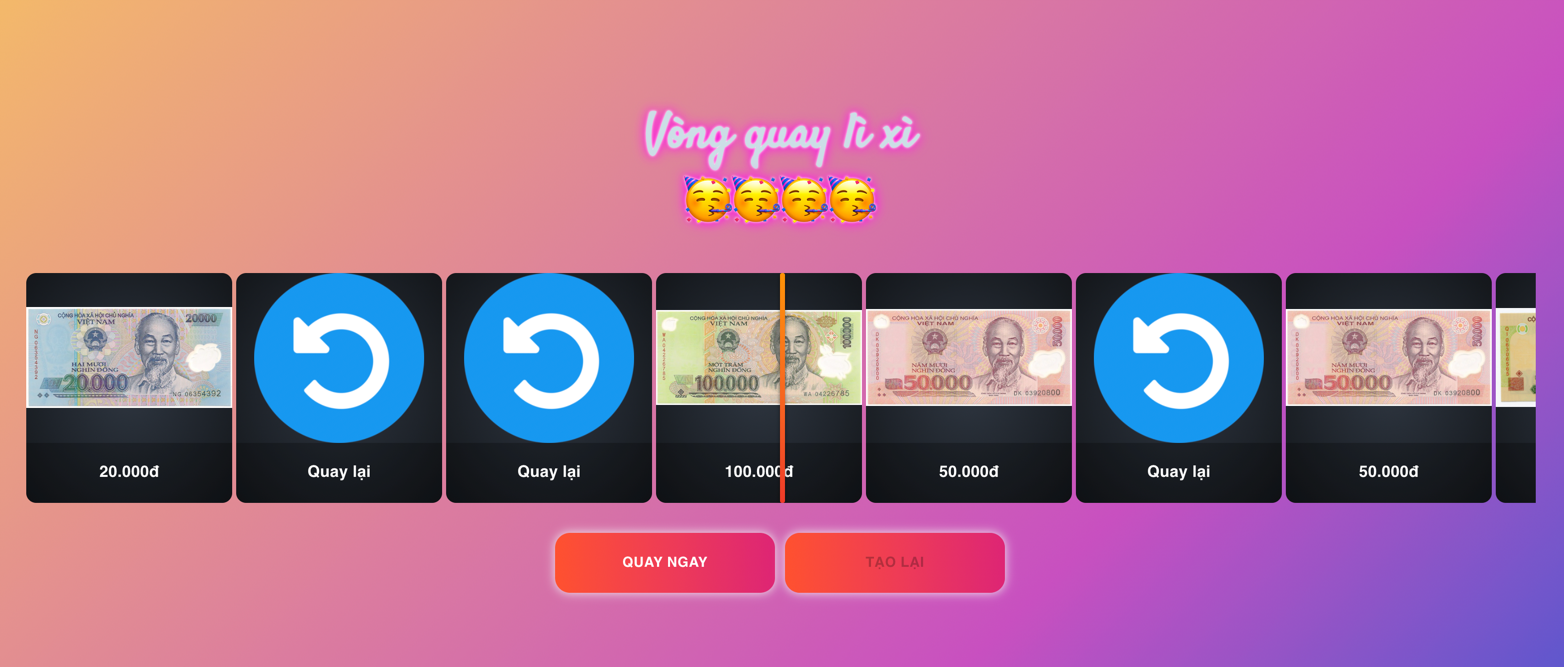 Vòng quay lì xì
CỘNG HÒA XÃ HỘI CHỦ NGHĨA
VIỆT NAM
20000
HAI MƯƠI
NGHÌN ĐỒNG
20.000
NG 06354392
20.000đ
Quay lại
Quay lại
CỘNG HÒA XÃ HỘI CHỦ NGHĨA
VIỆT NAM
100000
MỘT TRĂM
NGHÌN ĐỒNG
100.000
BA 04226785
100.000đ
CỘNG HÒA XÃ HỘI CHỦ NGHĨA
VIỆT NAM
50000
NĂM MƯƠI
NGHÌN ĐỒNG
50.000
DK 03920800
50.000đ
Quay lại
CỘNG HÒA XÃ HỘI CHỦ NGHĨA
VIỆT NAM
50000
NĂM MƯƠI
NGHÌN ĐỒNG
50.000
DK 03920800
50.000đ
QUAY NGAY
TẠO LẠI